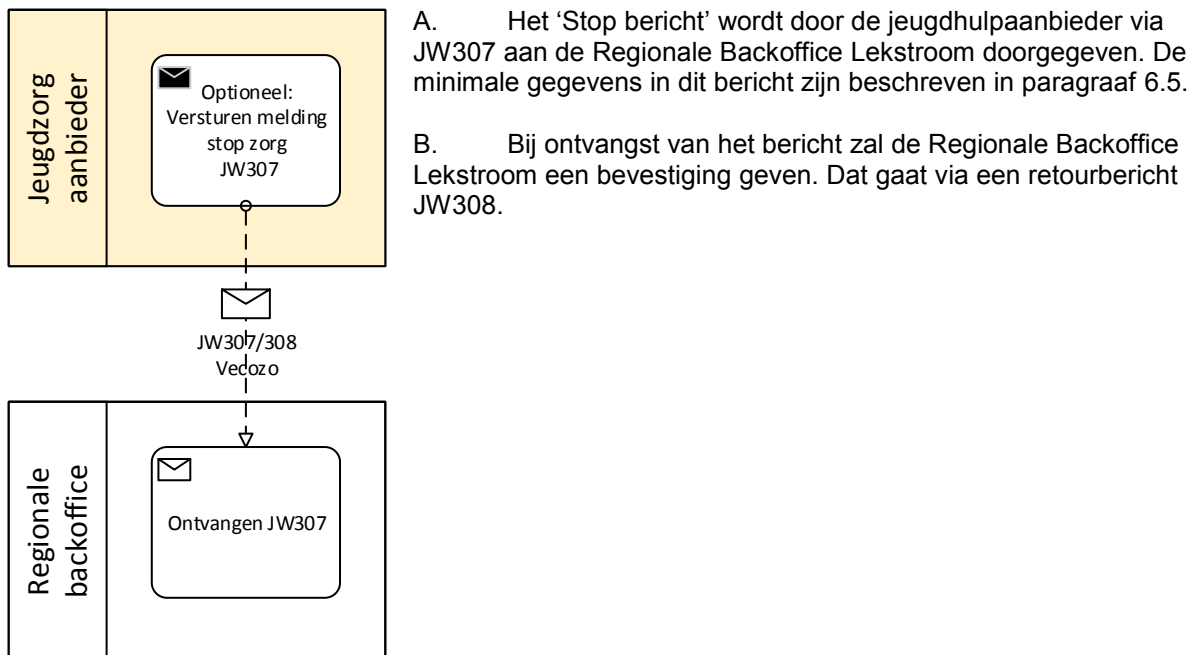 Jeugdzorg
aanbieder
Optioneel:
Versturen melding
stop zorg
JW307
JW307/308
Vecozo
Regionale
backoffice
Ontvangen JW307
A. Het ‘Stop bericht’ wordt door de jeugdhulpaanbieder via
JW307 aan de Regionale Backoffice Lekstroom doorgegeven. De
minimale gegevens in dit bericht zijn beschreven in paragraaf 6.5.
B. Bij ontvangst van het bericht zal de Regionale Backoffice
Lekstroom een bevestiging geven. Dat gaat via een retourbericht
JW308.